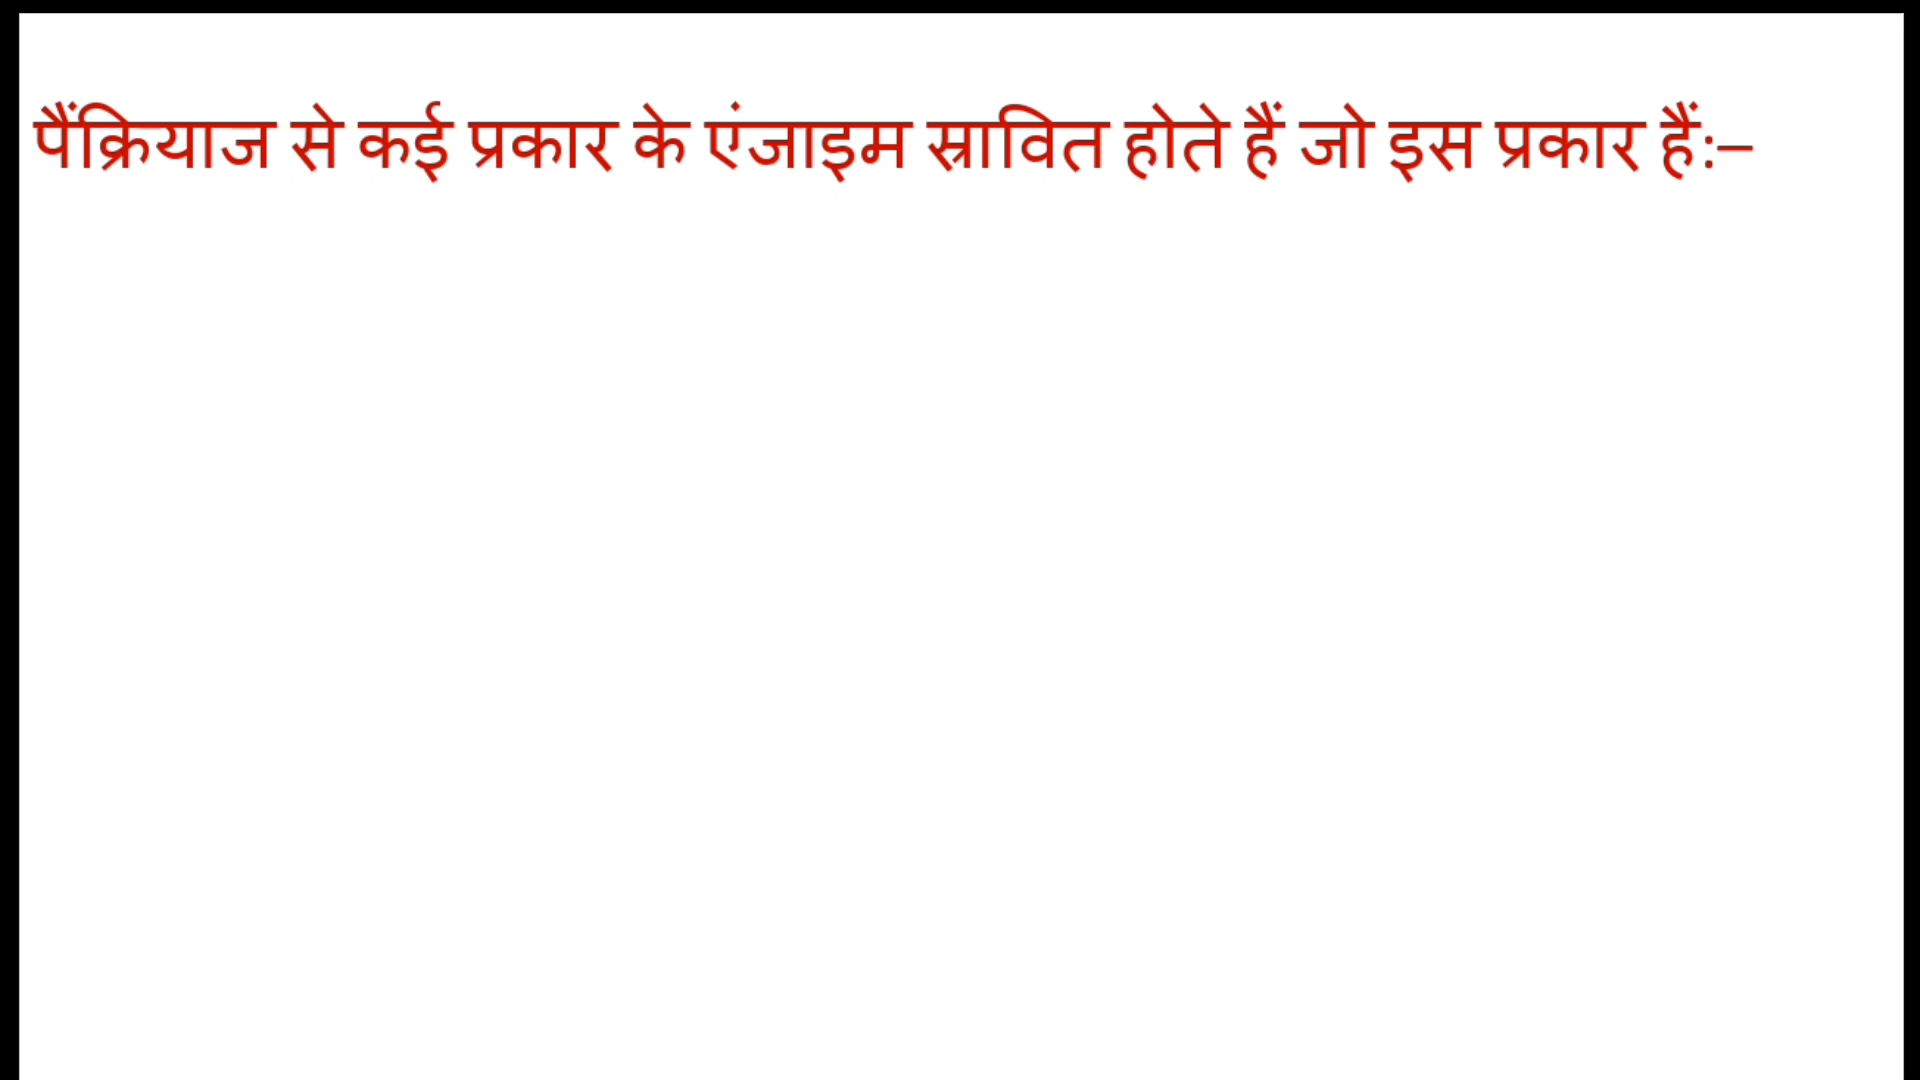 पैंक्रियाज से कई प्रकार के एंजाइम स्रावित होते हैं जो इस प्रकार हैं:–